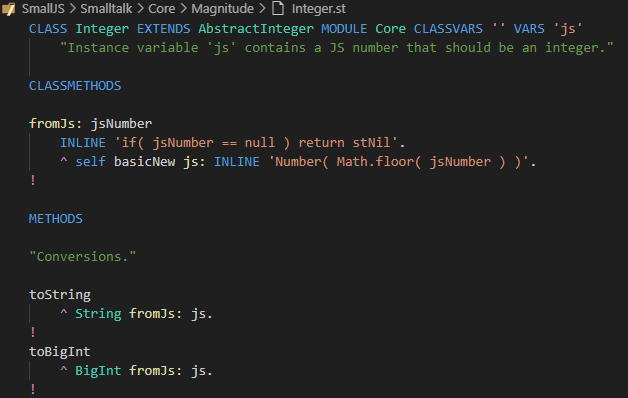 SmallJS > Smalltalk > Core > Magnitude > Integer.st
CLASS Integer EXTENDS AbstractInteger MODULE Core CLASSVARS '' VARS 'js'
    "Instance variable 'js' contains a JS number that should be an integer."
CLASSMETHODS
fromJs: jsNumber
    INLINE 'if( jsNumber == null ) return stNil'.
    ^ self basicNew js: INLINE 'Number( Math.floor( jsNumber ) )'.
!
METHODS
"Conversions."
toString
    ^ String fromJs: js.
!
toBigInt
    ^ BigInt fromJs: js.
!